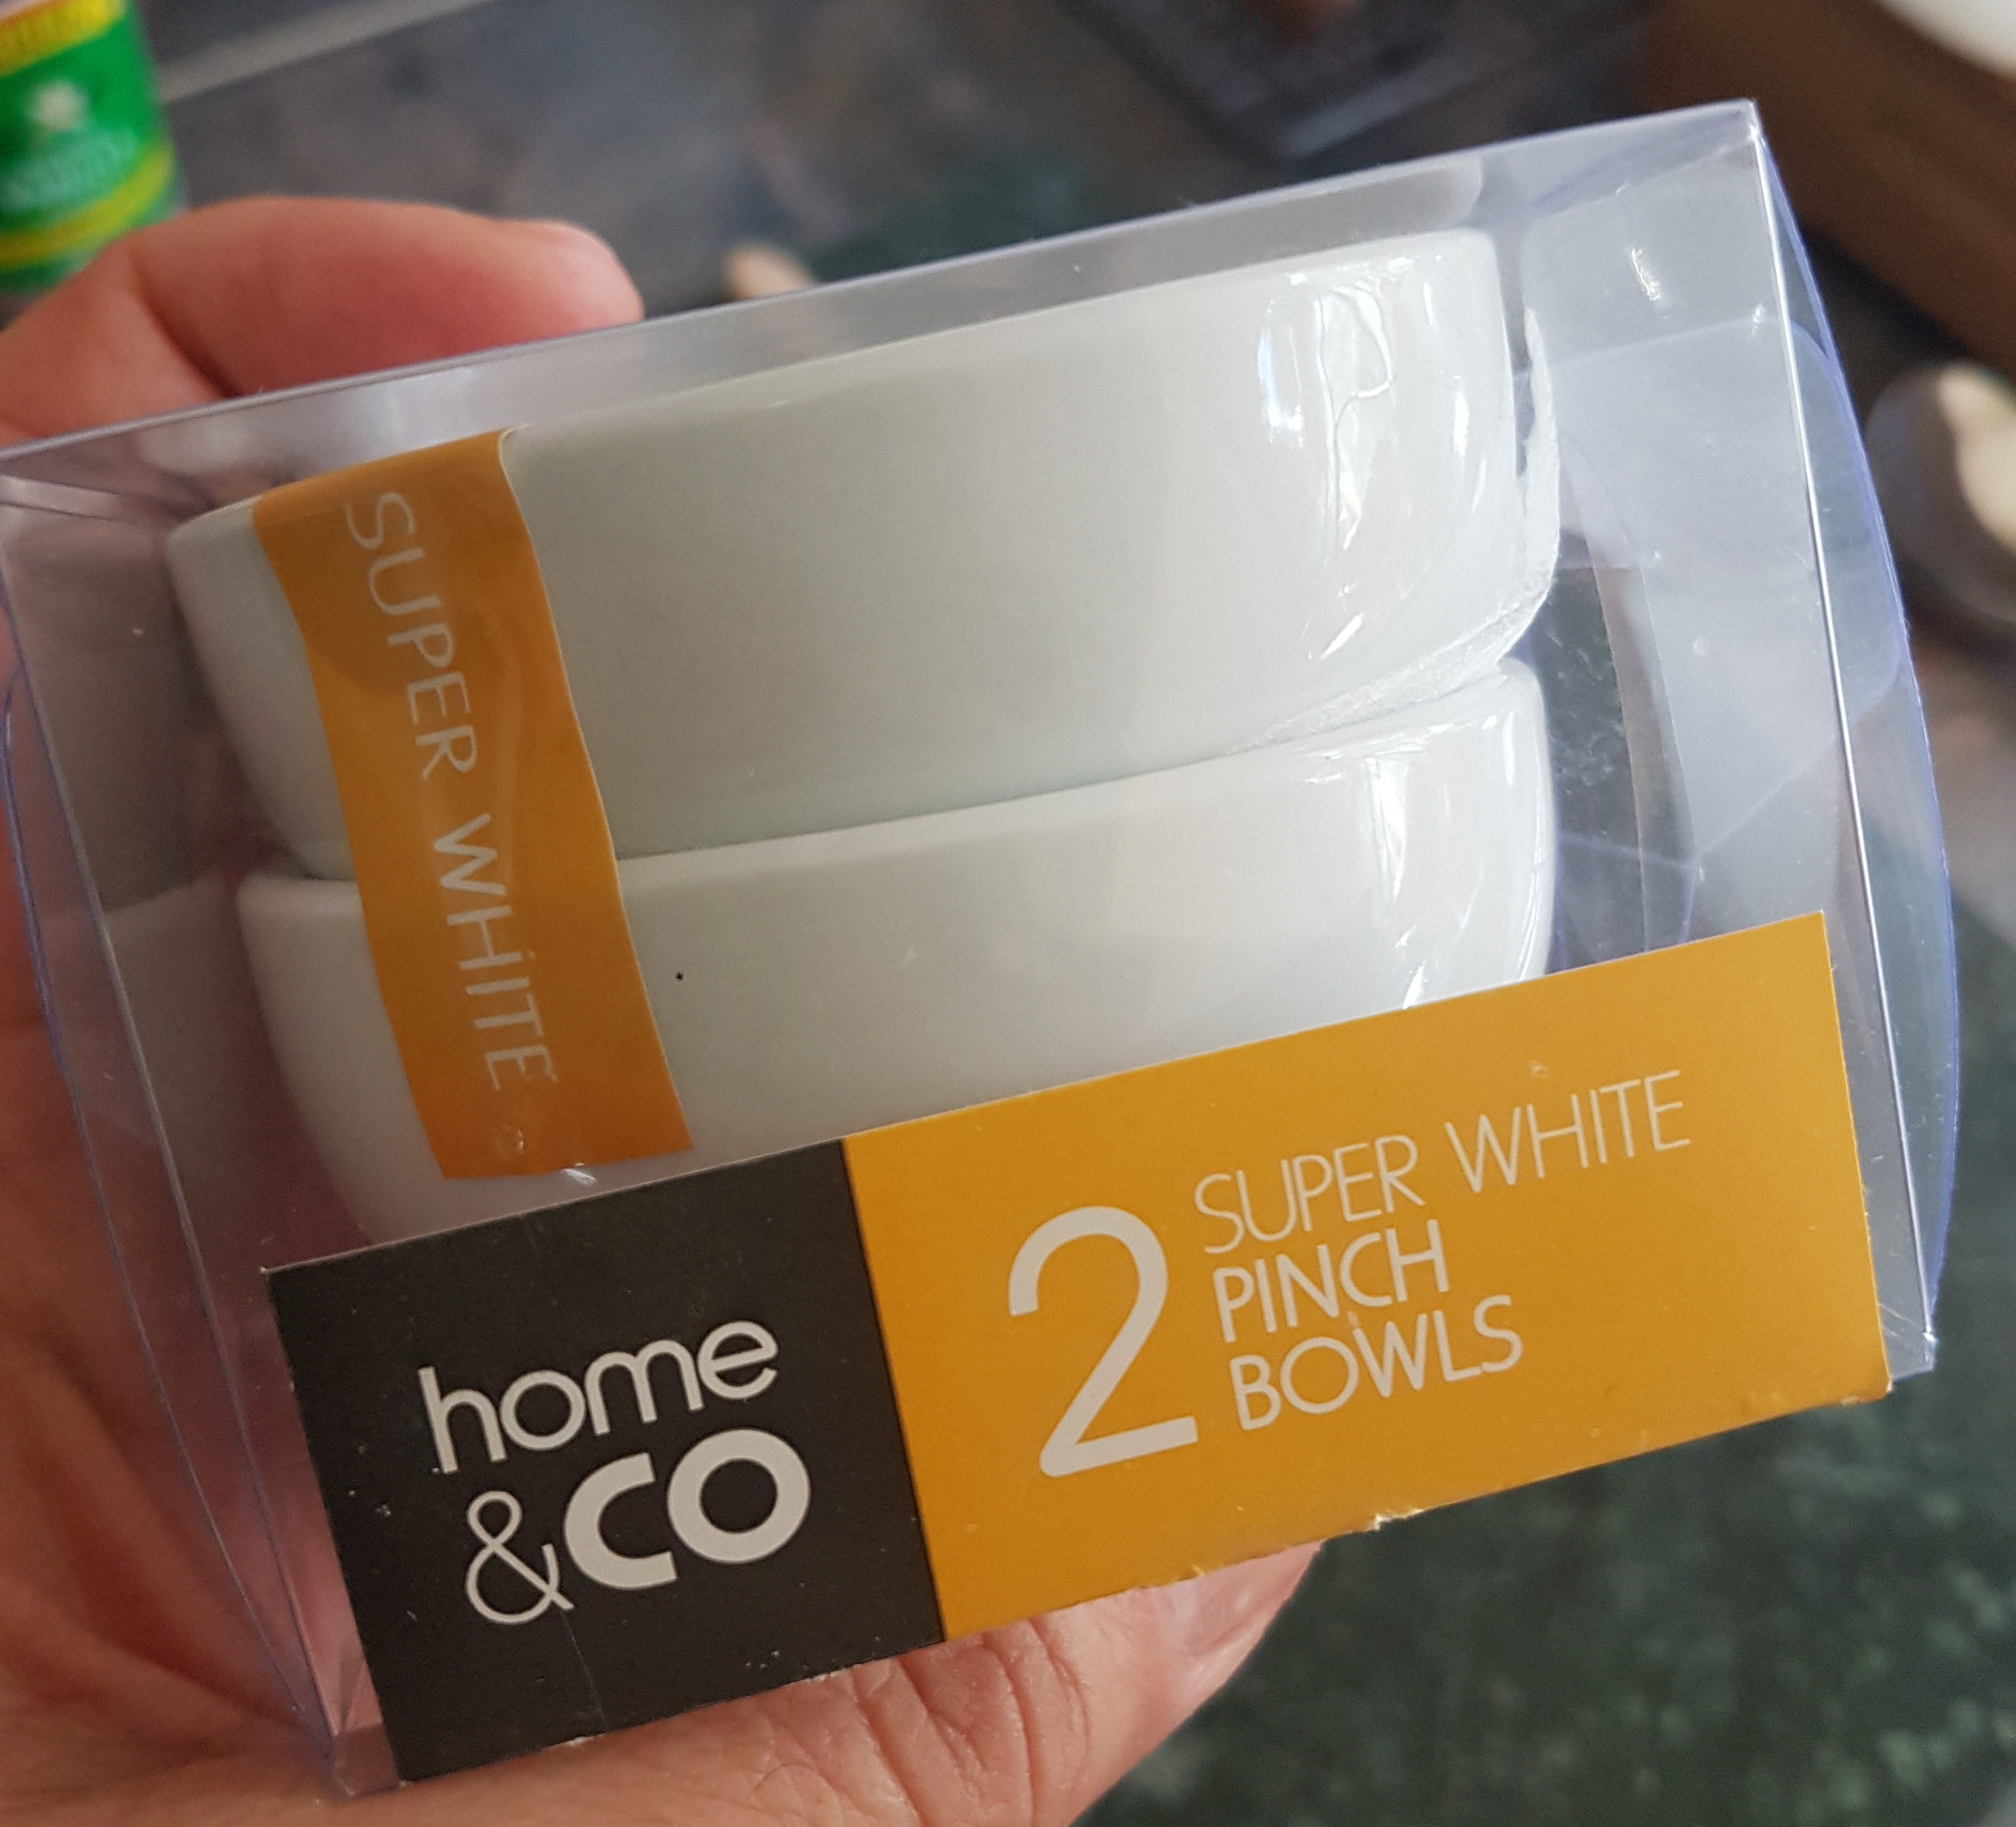 SUPER WHITE
home
&CO
2
SUPER WHITE
PINCH
BOWLS